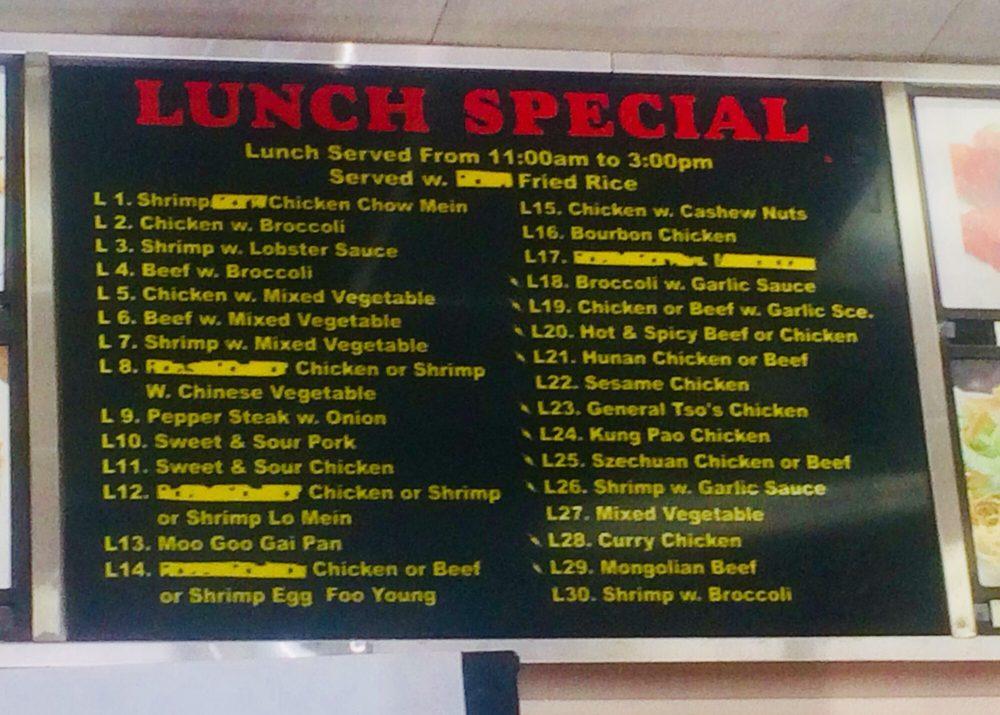 LUNCH SPECIAL
Lunch Served From 11:00am to 3:00pm
Served w. Fried Rice
L 1. Shrimp Chicken Chow Mein
L 2. Chicken w. Broccoli
L 3. Shrimp w. Lobster Sauce
L 4. Beef w. Broccoli
L 5. Chicken w. Mixed Vegetable
L 6. Beef w. Mixed Vegetable
L 7. Shrimp w. Mixed Vegetable
L 8. Chicken or Shrimp
W. Chinese Vegetable
L 9. Pepper Steak w. Onion
L10. Sweet & Sour Pork
L11. Sweet & Sour Chicken
L12. Chicken or Shrimp
or Shrimp Lo Mein
L13. Moo Goo Gai Pan
L14. Chicken or Beef
or Shrimp Egg Foo Young
L15. Chicken w. Cashew Nuts
L16. Bourbon Chicken
L17.
L18. Broccoli w. Garlic Sauce
L19. Chicken or Beef w. Garlic Sce.
L20. Hot & Spicy Beef or Chicken
L21. Hunan Chicken or Beef
L22. Sesame Chicken
L23. General Tso's Chicken
L24. Kung Pao Chicken
L25. Szechuan Chicken or Beef
L26. Shrimp w. Garlic Sauce
L27. Mixed Vegetable
L28. Curry Chicken
L29. Mongolian Beef
L30. Shrimp w. Broccoli